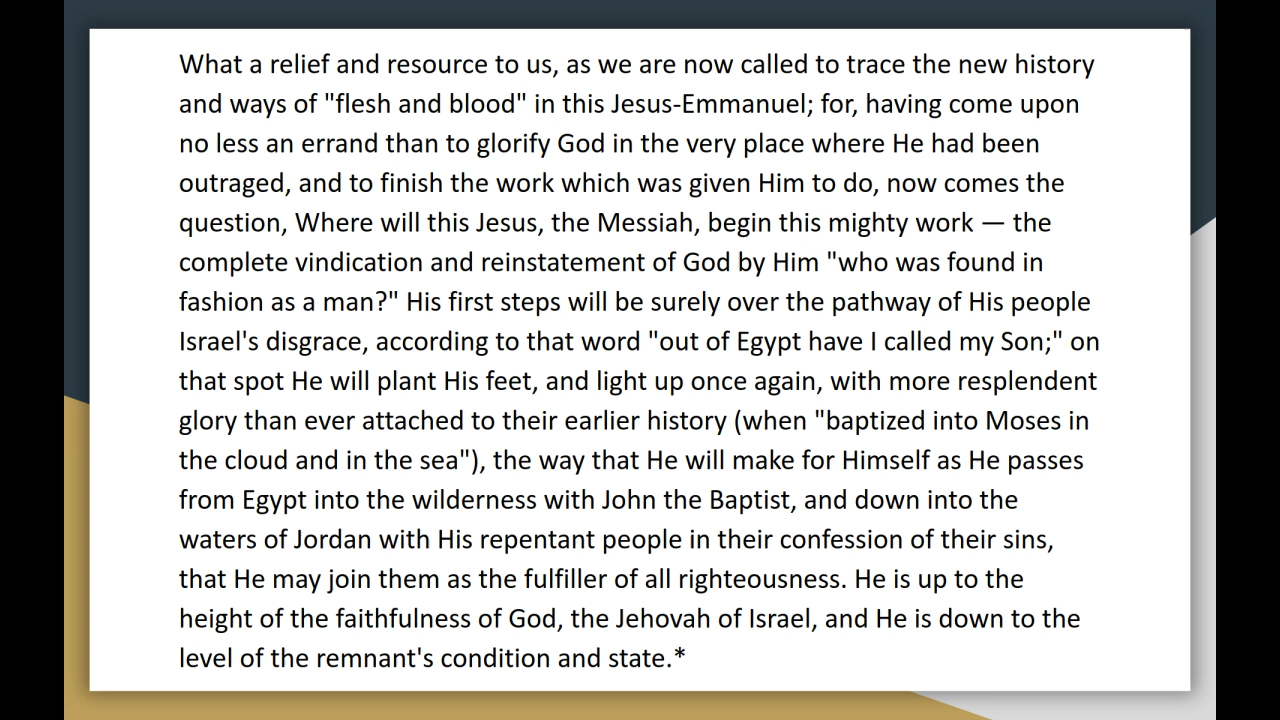 What a relief and resource to us, as we are now called to trace the new history
and ways of "flesh and blood" in this Jesus-Emmanuel; for, having come upon
no less an errand than to glorify God in the very place where He had been
outraged, and to finish the work which was given Him to do, now comes the
question, Where will this Jesus, the Messiah, begin this mighty work — the
complete vindication and reinstatement of God by Him "who was found in
fashion as a man?" His first steps will be surely over the pathway of His people
Israel's disgrace, according to that word "out of Egypt have I called my Son;" on
that spot He will plant His feet, and light up once again, with more resplendent
glory than ever attached to their earlier history (when "baptized into Moses in
the cloud and in the sea"), the way that He will make for Himself as He passes
from Egypt into the wilderness with John the Baptist, and down into the
waters of Jordan with His repentant people in their confession of their sins,
that He may join them as the fulfiller of all righteousness. He is up to the
height of the faithfulness of God, the Jehovah of Israel, and He is down to the
level of the remnant's condition and state.*